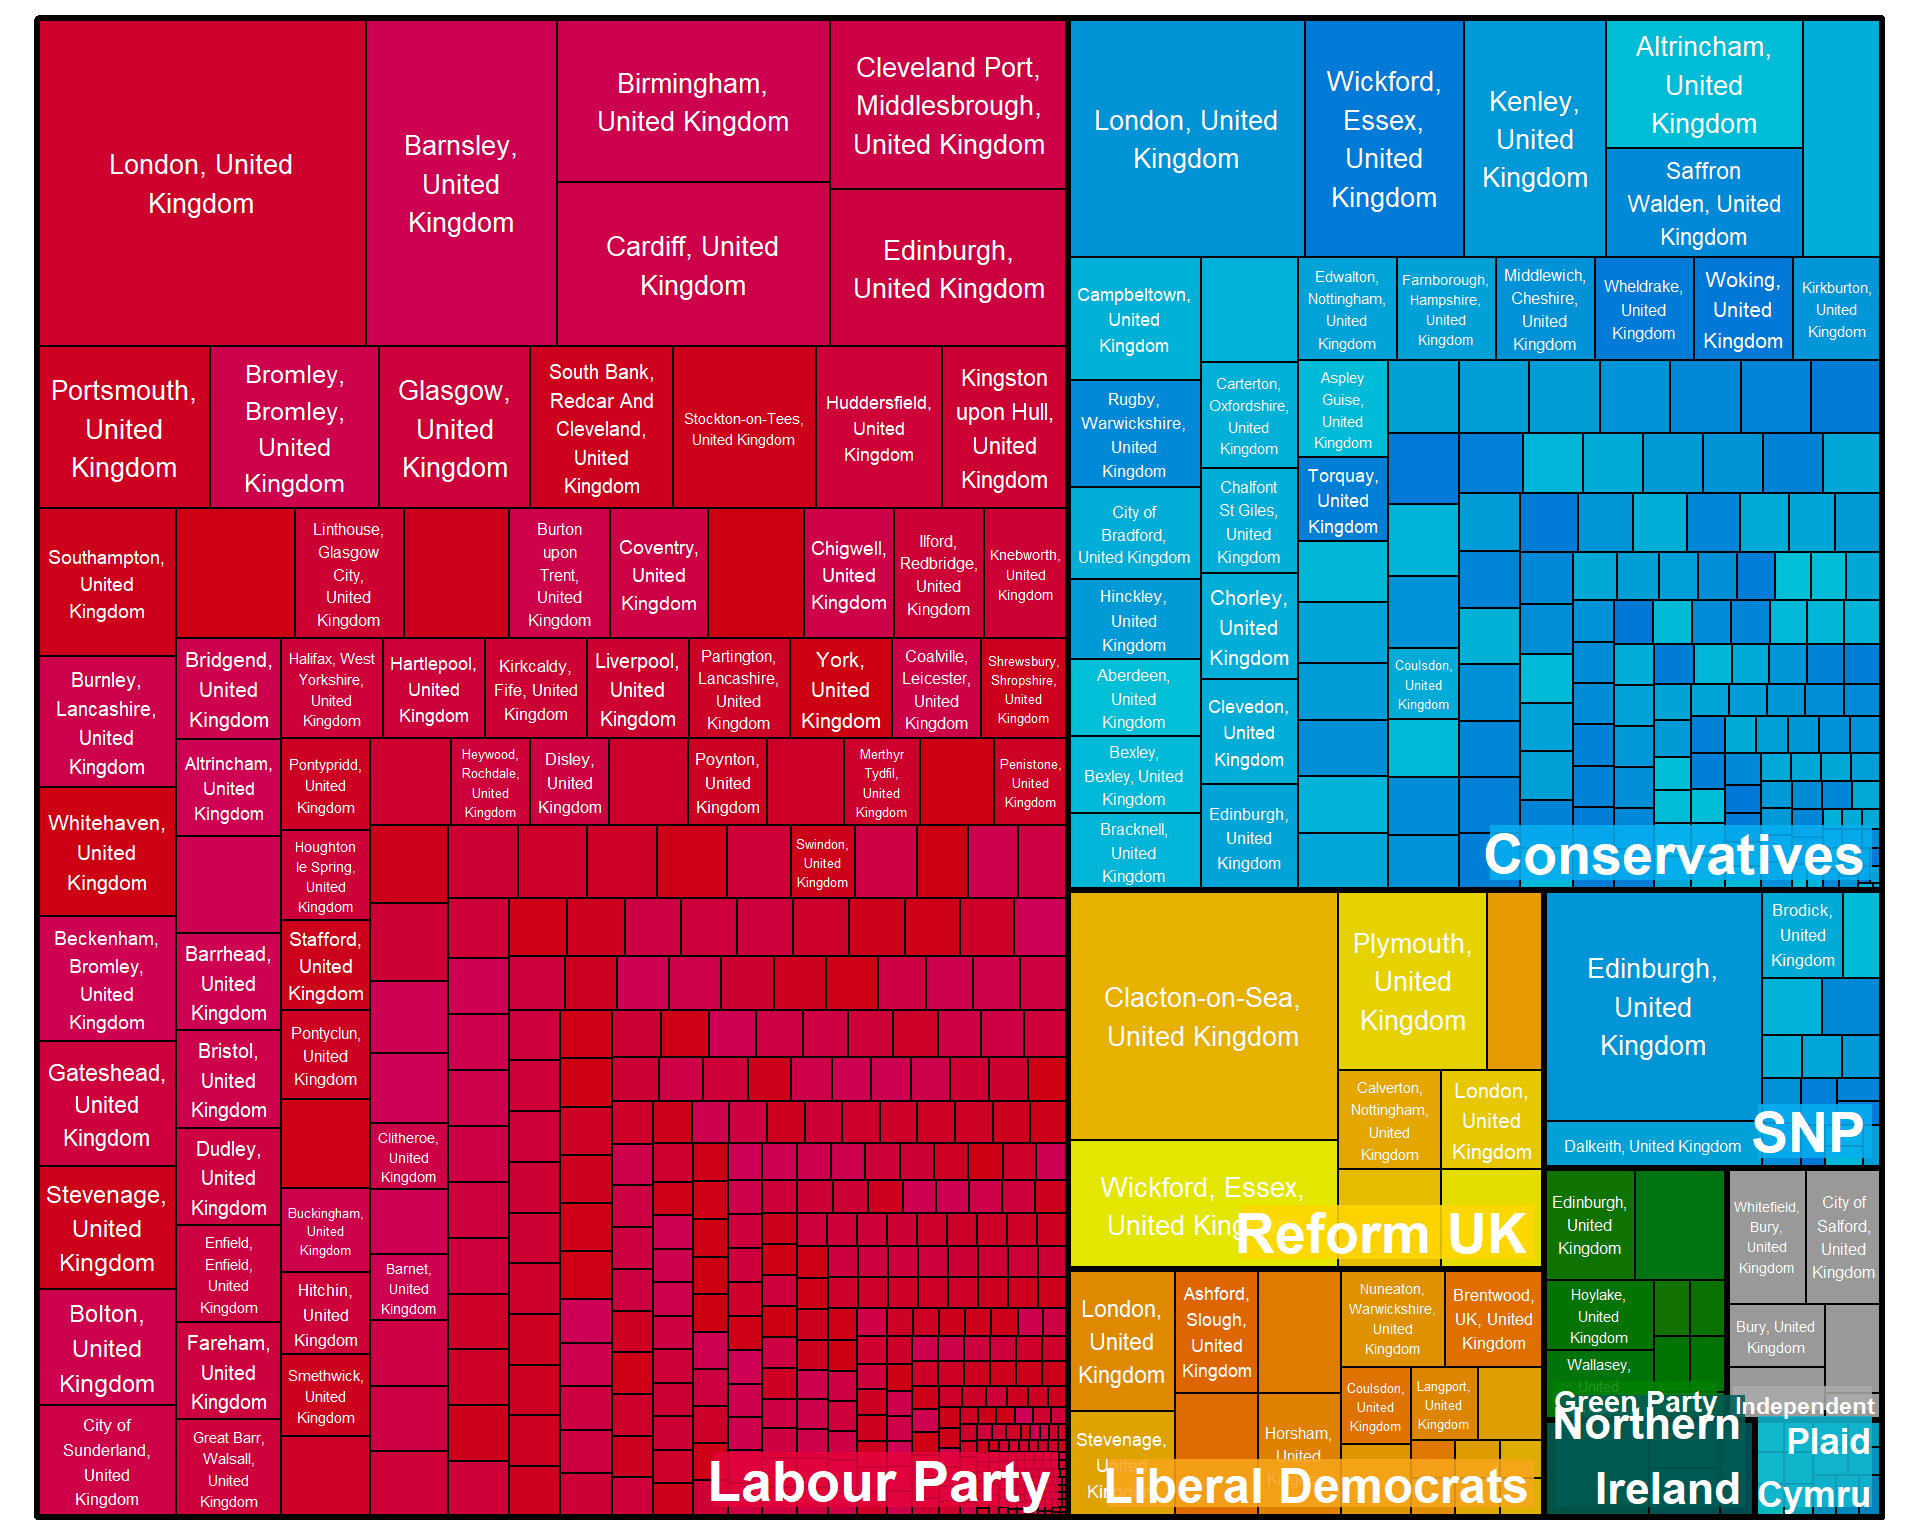 London, United
Kingdom
Barnsley,
United
Kingdom
Birmingham,
United Kingdom
Cardiff, United
Kingdom
Cleveland Port,
Middlesbrough,
United Kingdom
Edinburgh,
United Kingdom
Portsmouth,
United
Kingdom
Bromley,
Bromley,
United
Kingdom
Glasgow,
United
Kingdom
South Bank,
Redcar And
Cleveland,
United
Kingdom
Stockton-on-Tees,
United Kingdom
Huddersfield,
United
Kingdom
Kingston
upon Hull,
United
Kingdom
Southampton,
United
Kingdom
Linthouse,
Glasgow
City,
United
Kingdom
Burton
upon
Trent,
United
Kingdom
Coventry,
United
Kingdom
Chigwell,
United
Kingdom
Ilford,
Redbridge,
United
Kingdom
Knebworth,
United
Kingdom
Burnley,
Lancashire,
United
Kingdom
Bridgend,
United
Kingdom
Halifax, West
Yorkshire,
United
Kingdom
Hartlepool,
United
Kingdom
Kirkcaldy,
Fife, United
Kingdom
Liverpool,
United
Kingdom
Partington,
Lancashire,
United
Kingdom
York,
United
Kingdom
Coalville,
Leicester,
United
Kingdom
Shrewsbury,
Shropshire,
United
Kingdom
Altrincham,
United
Kingdom
Pontypridd,
United
Kingdom
Heywood,
Rochdale,
United
Kingdom
Disley,
United
Kingdom
Poynton,
United
Kingdom
Merthyr
Tydfil,
United
Kingdom
Penistone,
United
Kingdom
Whitehaven,
United
Kingdom
Houghton
le Spring,
United
Kingdom
Swindon,
United
Kingdom
Beckenham,
Bromley,
United
Kingdom
Barrhead,
United
Kingdom
Stafford,
United
Kingdom
Gateshead,
United
Kingdom
Bristol,
United
Kingdom
Pontyclun,
United
Kingdom
Dudley,
United
Kingdom
Clitheroe,
United
Kingdom
Stevenage,
United
Kingdom
Enfield,
Enfield,
United
Kingdom
Buckingham,
United
Kingdom
Barnet,
United
Kingdom
Hitchin,
United
Kingdom
Bolton,
United
Kingdom
Fareham,
United
Kingdom
Smethwick,
United
Kingdom
City of
Sunderland,
United
Kingdom
Great Barr,
Walsall,
United
Kingdom
Labour Party
London, United
Kingdom
Wickford,
Essex,
United
Kingdom
Kenley,
United
Kingdom
Altrincham,
United
Kingdom
Saffron
Walden, United
Kingdom
Campbeltown,
United
Kingdom
Edwalton,
Nottingham,
United
Kingdom
Farnborough,
Hampshire,
United
Kingdom
Middlewich,
Cheshire,
United
Kingdom
Wheldrake,
United
Kingdom
Woking,
United
Kingdom
Kirkburton,
United
Kingdom
Rugby,
Warwickshire,
United
Kingdom
Carterton,
Oxfordshire,
United
Kingdom
Aspley
Guise,
United
Kingdom
Torquay,
United
Kingdom
City of
Bradford,
United Kingdom
Chalfont
St Giles,
United
Kingdom
Hinckley,
United
Kingdom
Chorley,
United
Kingdom
Aberdeen,
United
Kingdom
Coulsdon,
United
Kingdom
Clevedon,
United
Kingdom
Bexley,
Bexley, United
Kingdom
Bracknell,
United
Kingdom
Edinburgh,
United
Kingdom
Conservatives
Clacton-on-Sea,
United Kingdom
Plymouth,
United
Kingdom
Calverton,
Nottingham,
United
Kingdom
London,
United
Kingdom
Wickford, Essex,
United King
Reform UK
Edinburgh,
United
Kingdom
Brodick,
United
Kingdom
Dalkeith, United Kingdom
SNP
London,
United
Kingdom
Ashford,
Slough,
United
Kingdom
Nuneaton,
Warwickshire,
United
Kingdom
Brentwood,
UK, United
Kingdom
Coulsdon,
United
Kingdom
Langport,
United
Kingdom
Stevenage,
United
Horsham,
United
Liberal Democrats
Edinburgh,
United
Kingdom
Hoylake,
United
Kingdom
Wallasey,
United
Green Party
Whitefield,
Bury,
United
Kingdom
City of
Salford,
United
Kingdom
Bury, United
Kingdom
Independent
Northern
Ireland
Plaid
Cymru